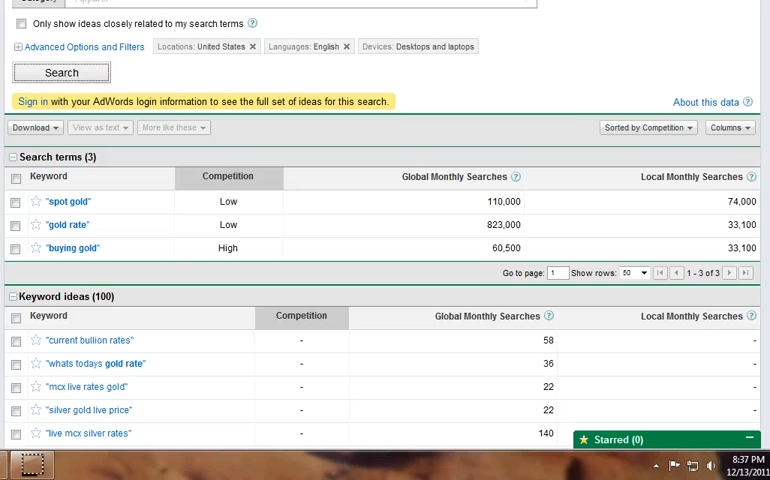 Category
Apparel
Only show ideas closely related to my search terms ?
Advanced Options and Filters Locations: United States × Languages: English × Devices: Desktops and laptops
Search
Sign in with your AdWords login information to see the full set of ideas for this search. About this data ?
Download View as text More like these Sorted by Competition Columns
Search terms (3)
Keyword Competition Global Monthly Searches ? Local Monthly Searches ?
"spot gold" Low 110,000 74,000
"gold rate" Low 823,000 33,100
"buying gold" High 60,500 33,100
Go to page: 1 Show rows: 50 1 - 3 of 3
Keyword ideas (100)
Keyword Competition Global Monthly Searches ? Local Monthly Searches ?
"current bullion rates" - 58 -
"whats todays gold rate" - 36 -
"mcx live rates gold" - 22 -
"silver gold live price" - 22 -
"live mcx silver rates" - 140
Starred (0)
8:37 PM
12/13/2011